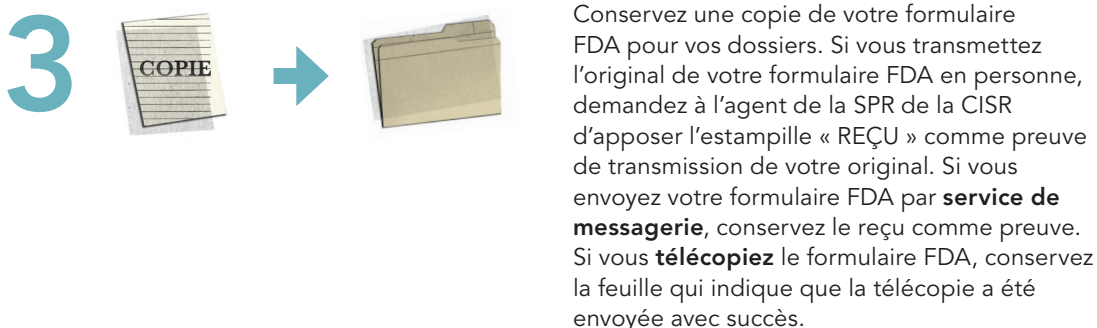 3
COPIE
Conservez une copie de votre formulaire
FDA pour vos dossiers. Si vous transmettez
l’original de votre formulaire FDA en personne,
demandez à l’agent de la SPR de la CISR
d’apposer l’estampille « REÇU » comme preuve
de transmission de votre original. Si vous
envoyez votre formulaire FDA par service de
messagerie, conservez le reçu comme preuve.
Si vous télécopiez le formulaire FDA, conservez
la feuille qui indique que la télécopie a été
envoyée avec succès.